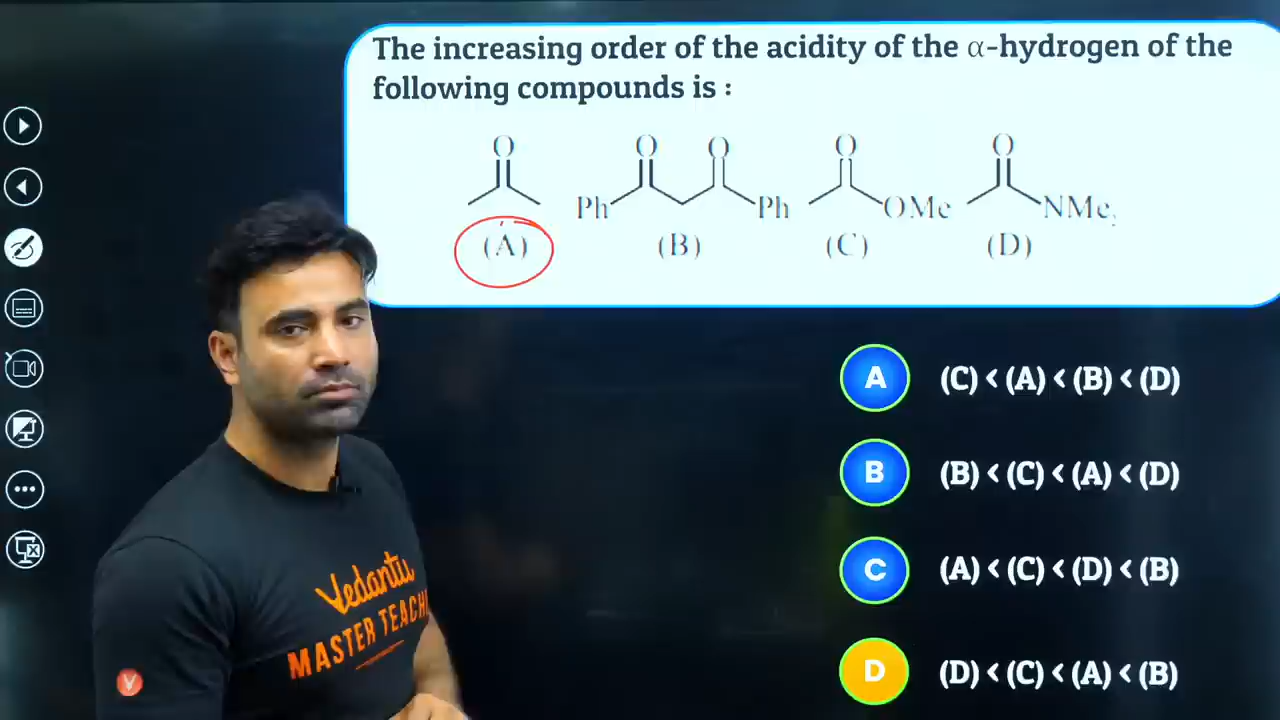 The increasing order of the acidity of the α-hydrogen of the
following compounds is :
O O O O O
Ph Ph OMe NMe₂
(A) (B) (C) (D)
A (C) < (A) < (B) < (D)
B (B) < (C) < (A) < (D)
C (A) < (C) < (D) < (B)
D (D) < (C) < (A) < (B)
Vedantu
MASTER TEACH
V